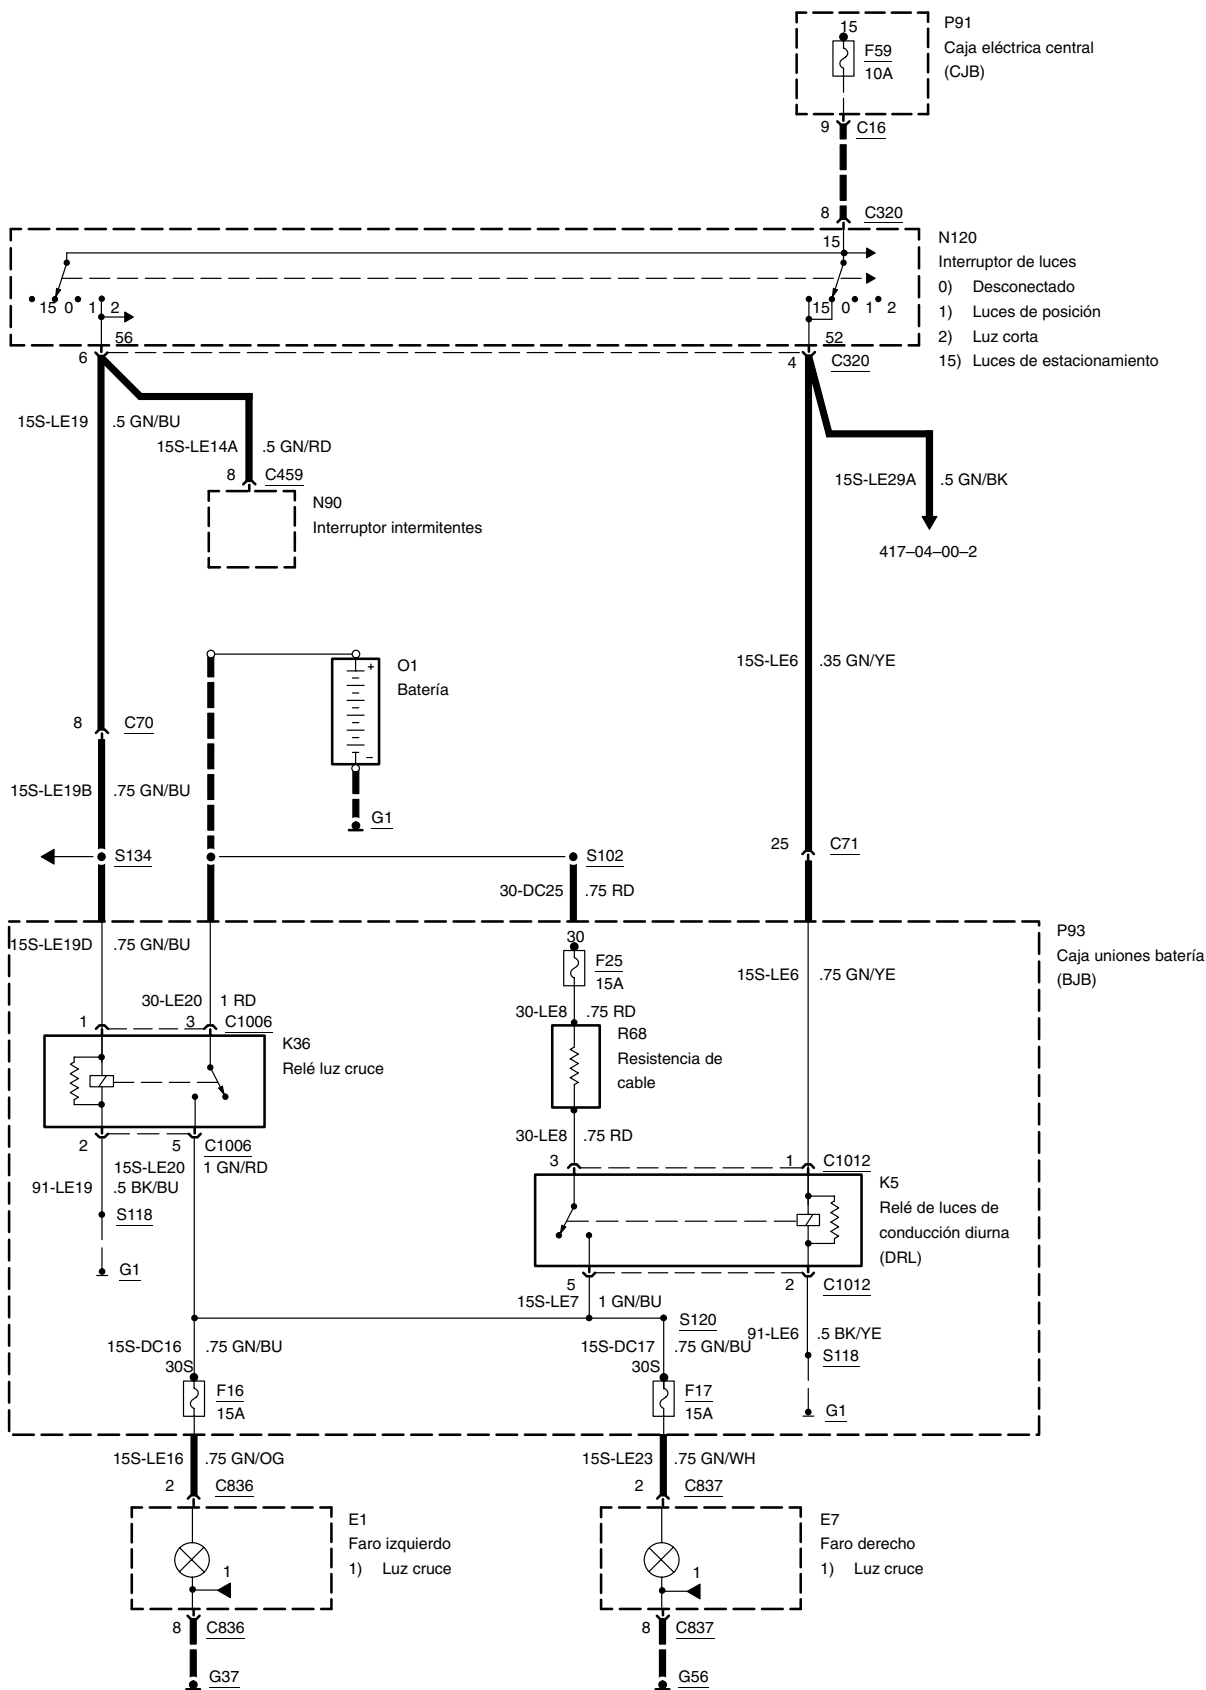 15
F59
10A
P91
Caja eléctrica central
(CJB)
9 C16
8 C320
15
N120
Interruptor de luces
0) Desconectado
1) Luces de posición
2) Luz corta
15) Luces de estacionamiento
15 0 1 2
15 0 1 2
56
52
6
4 C320
15S-LE19 .5 GN/BU
15S-LE14A .5 GN/RD
8 C459
N90
Interruptor intermitentes
15S-LE29A .5 GN/BK
417–04–00–2
15S-LE6 .35 GN/YE
+
–
O1
Batería
G1
8 C70
15S-LE19B .75 GN/BU
S134
S102
30-DC25 .75 RD
25 C71
P93
Caja uniones batería
(BJB)
15S-LE19D .75 GN/BU
30-LE20 1 RD
1 3 C1006
K36
Relé luz cruce
2 5 C1006
15S-LE20 1 GN/RD
91-LE19 .5 BK/BU
S118
G1
30
F25
15A
30-LE8 .75 RD
R68
Resistencia de
cable
30-LE8 .75 RD
15S-LE6 .75 GN/YE
3 1 C1012
K5
Relé de luces de
conducción diurna
(DRL)
5 2 C1012
15S-LE7 1 GN/BU
S120
91-LE6 .5 BK/YE
S118
G1
15S-DC16 .75 GN/BU
30S
F16
15A
15S-DC17 .75 GN/BU
30S
F17
15A
15S-LE16 .75 GN/OG
2 C836
15S-LE23 .75 GN/WH
2 C837
E1
Faro izquierdo
1) Luz cruce
1
E7
Faro derecho
1) Luz cruce
1
8 C836
G37
8 C837
G56